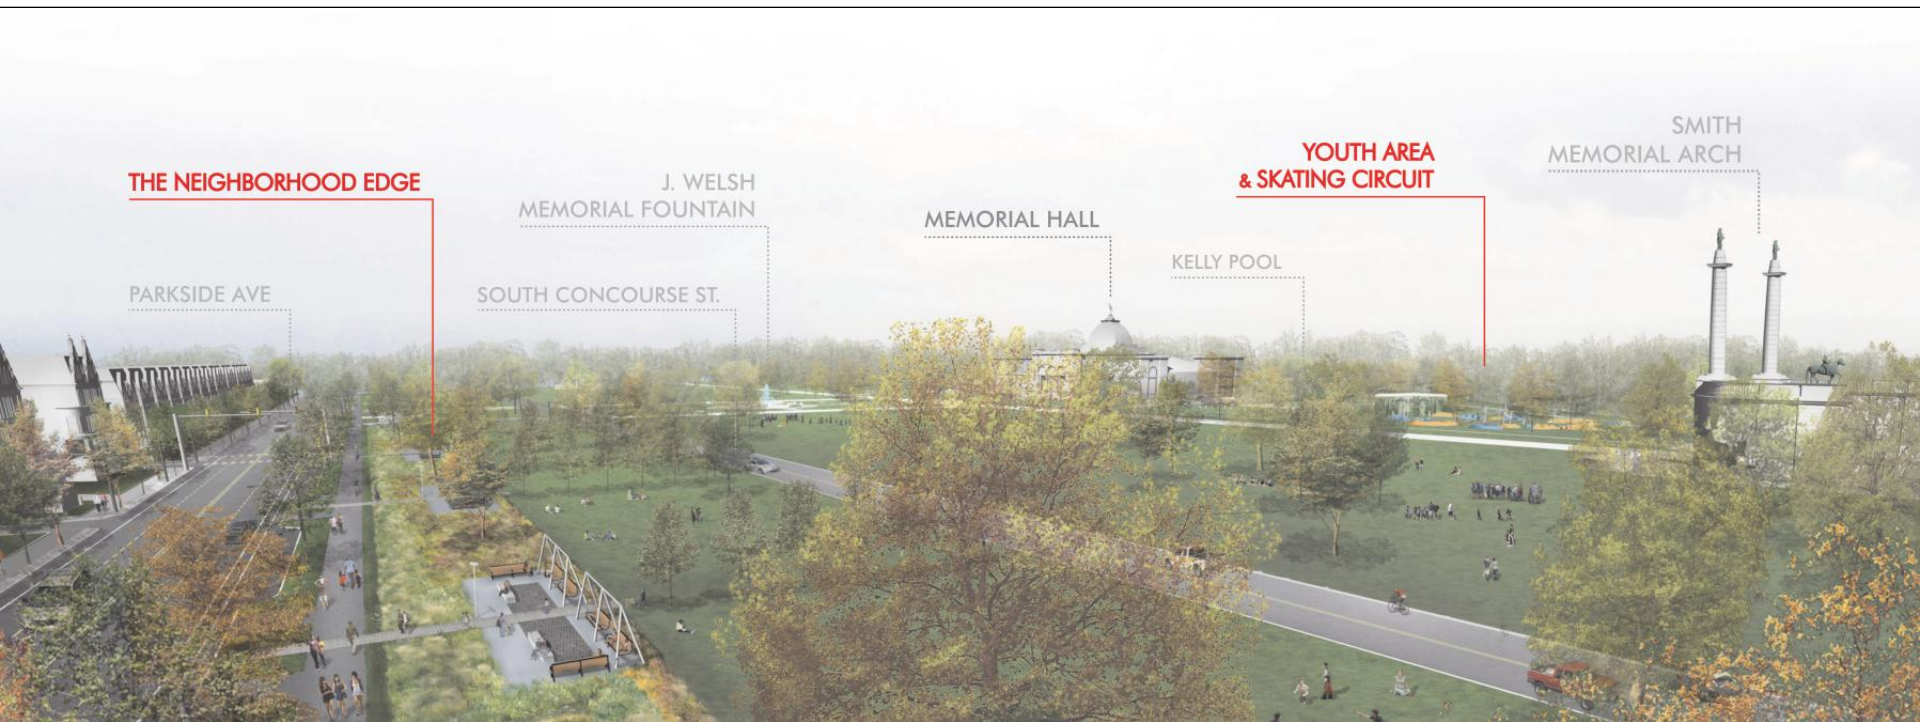 THE NEIGHBORHOOD EDGE
PARKSIDE AVE
J. WELSH
MEMORIAL FOUNTAIN
SOUTH CONCOURSE ST.
MEMORIAL HALL
KELLY POOL
YOUTH AREA
& SKATING CIRCUIT
SMITH
MEMORIAL ARCH